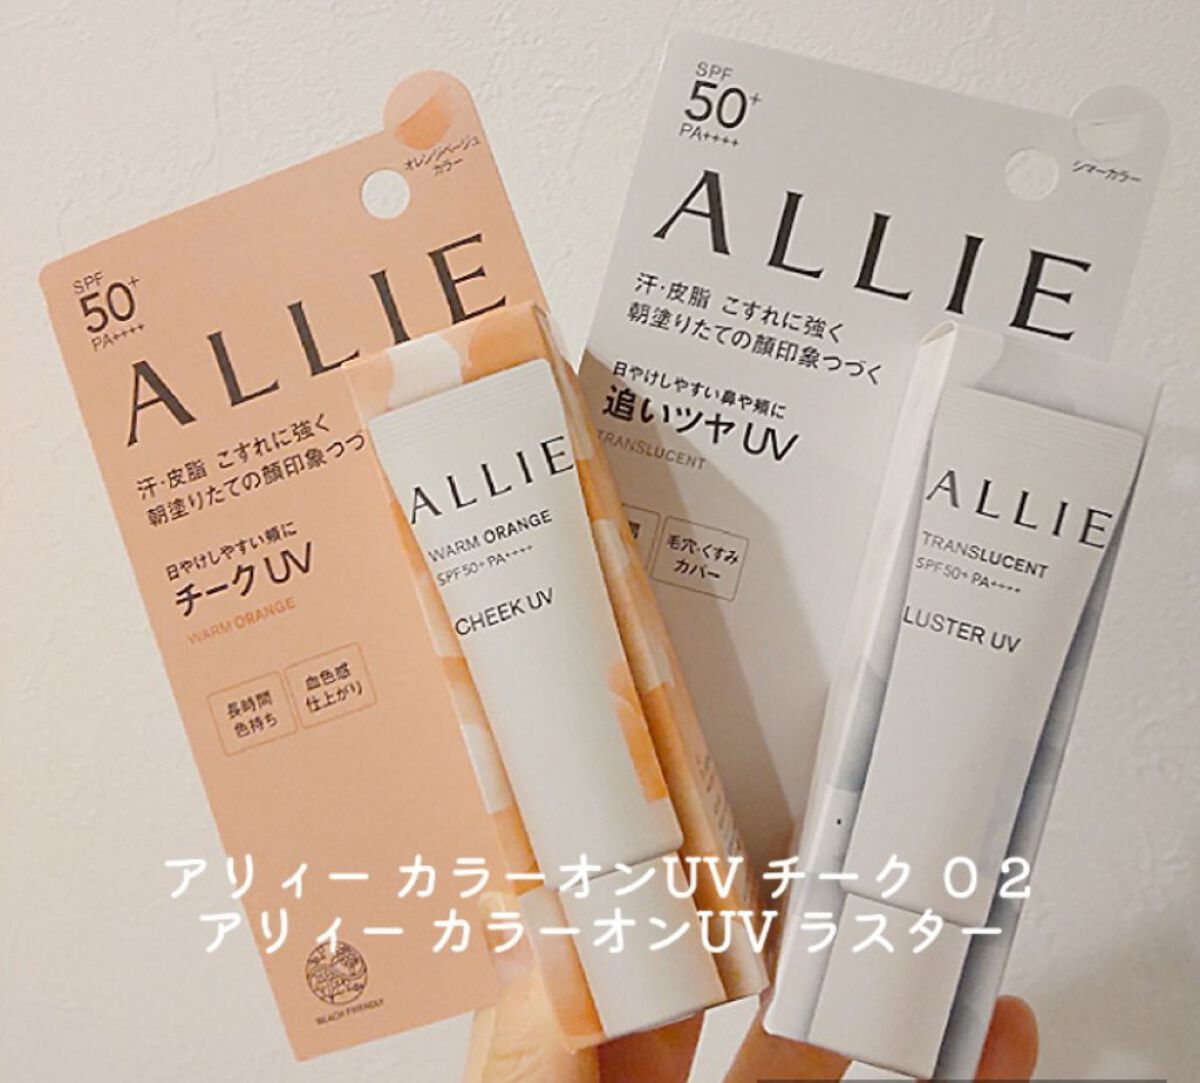 オレンジベージュ
カラー
SPF
50+
PA++++
ALLIE
汗・皮脂 こすれに強く
朝塗りたての顔印象つづ
日やけしやすい頬に
チークUV
WARM ORANGE
長時間
色持ち
血色感
仕上がり
BEACH FRIENDLY
ALLIE
WARM ORANGE
SPF50+ PA++++
CHEEK UV
SPF
50+
PA++++
シマーカラー
ALLIE
汗・皮脂 こすれに強く
朝塗りたての顔印象つづく
日やけしやすい鼻や頬に
追いツヤUV
TRANSLUCENT
毛穴・くすみ
カバー
ALLIE
TRANSLUCENT
SPF50+ PA++++
LUSTER UV
アリィー カラーオンUV チーク 02
アリィー カラーオンUV ラスター